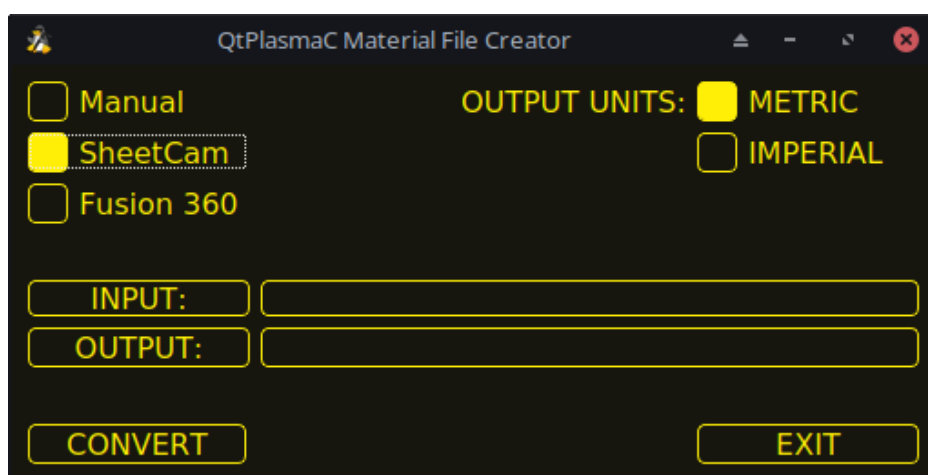 QtPlasmaC Material File Creator
Manual OUTPUT UNITS: METRIC
SheetCam IMPERIAL
Fusion 360
INPUT:
OUTPUT:
CONVERT EXIT